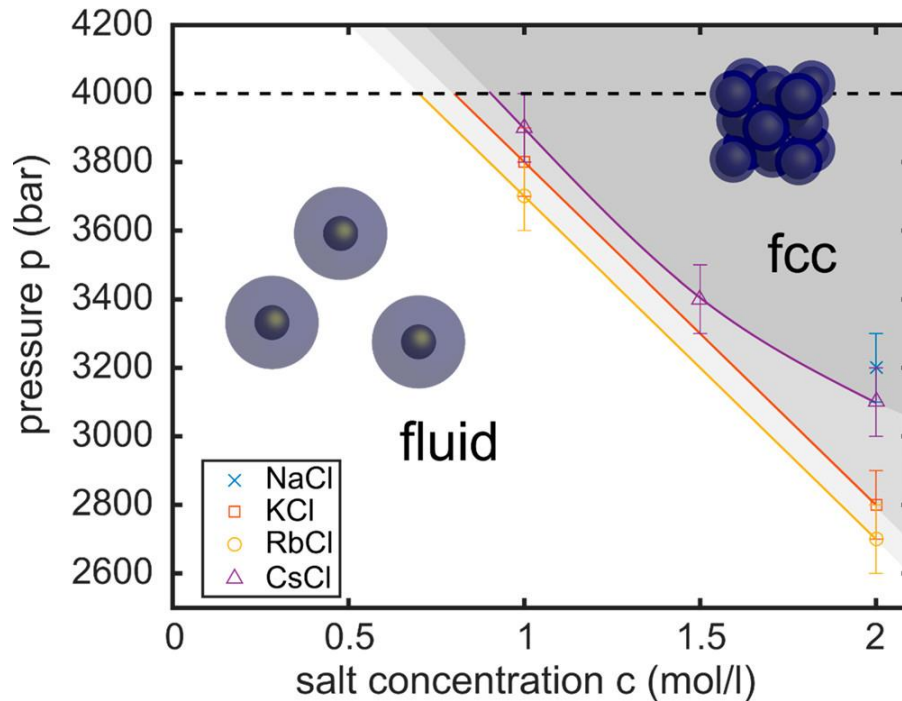 pressure p (bar)
4200
4000
3800
3600
3400
3200
3000
2800
2600
fcc
fluid
NaCl
KCl
RbCl
CsCl
0
0.5
1
1.5
2
salt concentration c (mol/l)